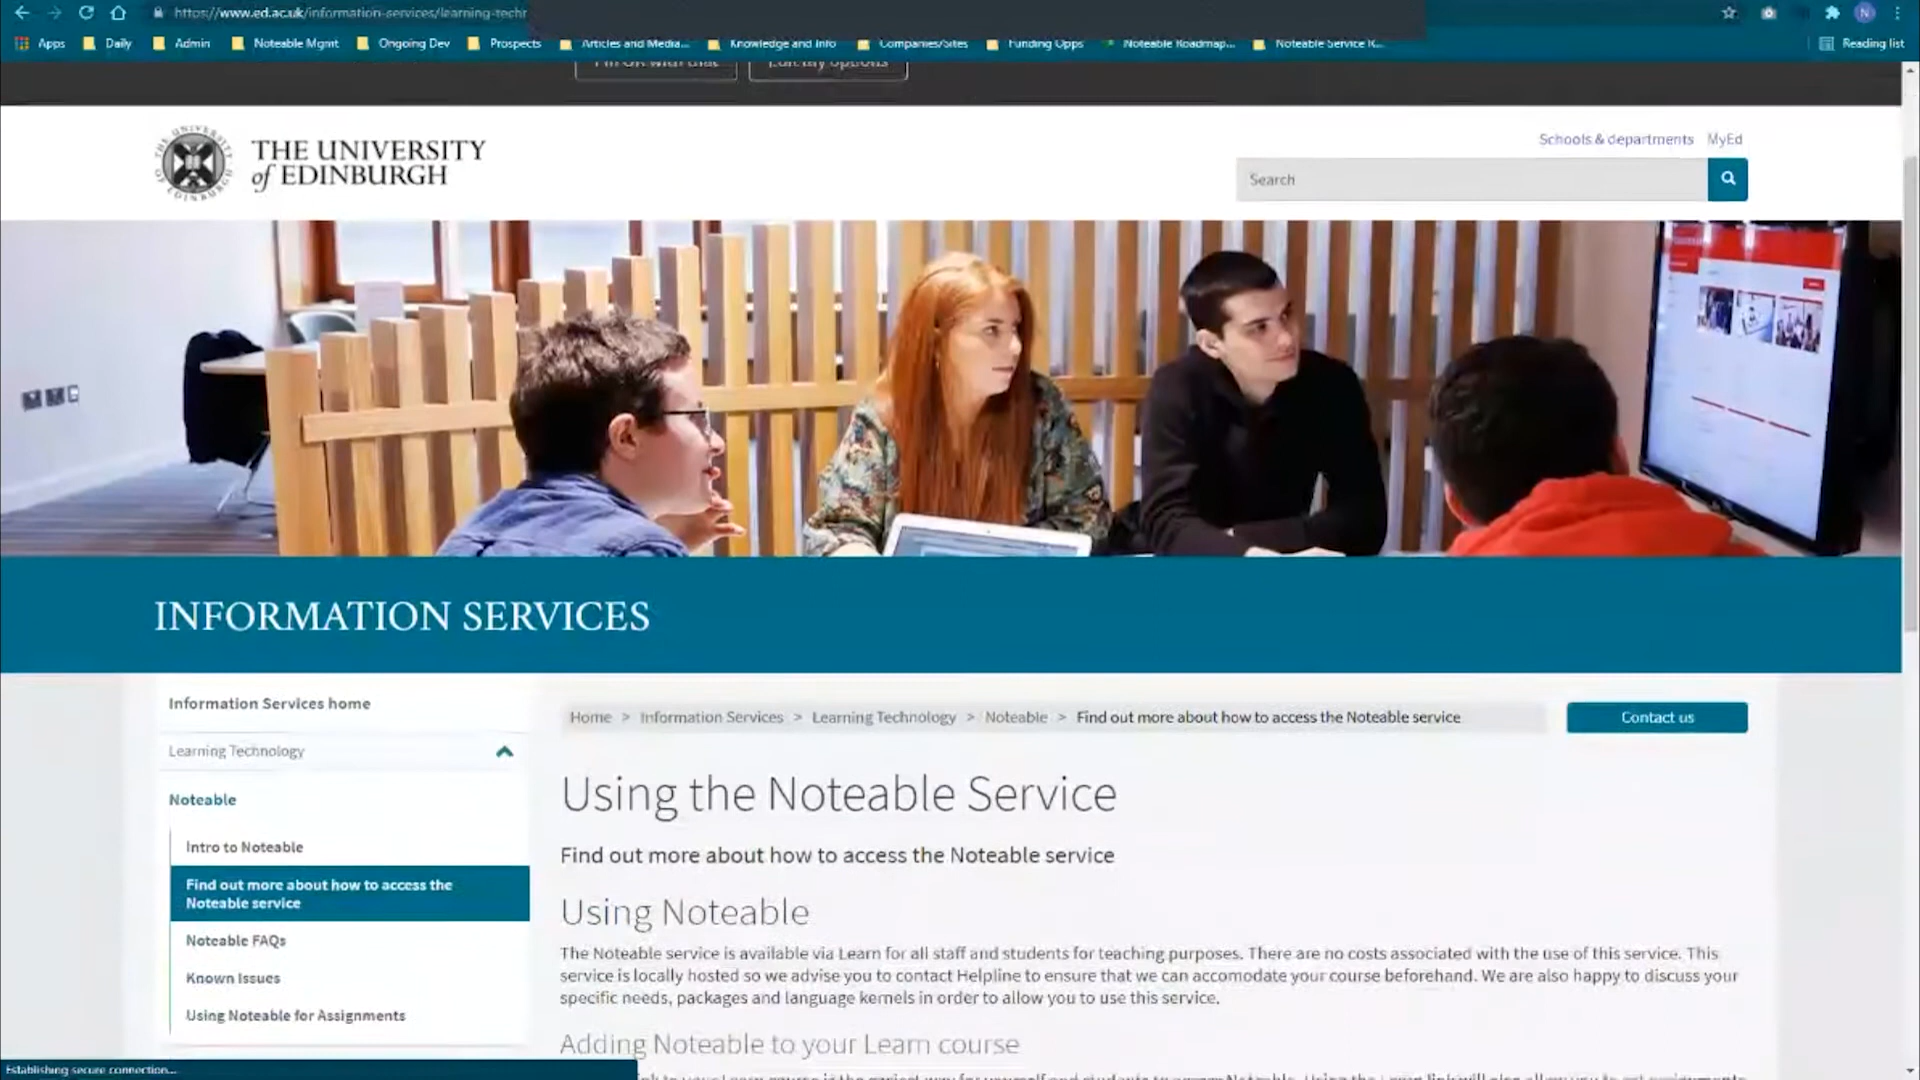 https://www.ed.ac.uk/information-services/learning-techr
Apps Daily Admin Noteable Mgmt Ongoing Dev Prospects Articles and Media... Knowledge and Info Companies/Sites Funding Opps Noteable Roadmap... Noteable Service R... Reading list
Edit my options
THE UNIVERSITY
of EDINBURGH
Schools & departments MyEd
Search
INFORMATION SERVICES
Information Services home
Learning Technology
Noteable
Intro to Noteable
Find out more about how to access the
Noteable service
Noteable FAQs
Known Issues
Using Noteable for Assignments
Home > Information Services > Learning Technology > Noteable > Find out more about how to access the Noteable service
Contact us
Using the Noteable Service
Find out more about how to access the Noteable service
Using Noteable
The Noteable service is available via Learn for all staff and students for teaching purposes. There are no costs associated with the use of this service. This
service is locally hosted so we advise you to contact Helpline to ensure that we can accomodate your course beforehand. We are also happy to discuss your
specific needs, packages and language kernels in order to allow you to use this service.
Adding Noteable to your Learn course
Establishing secure connection...